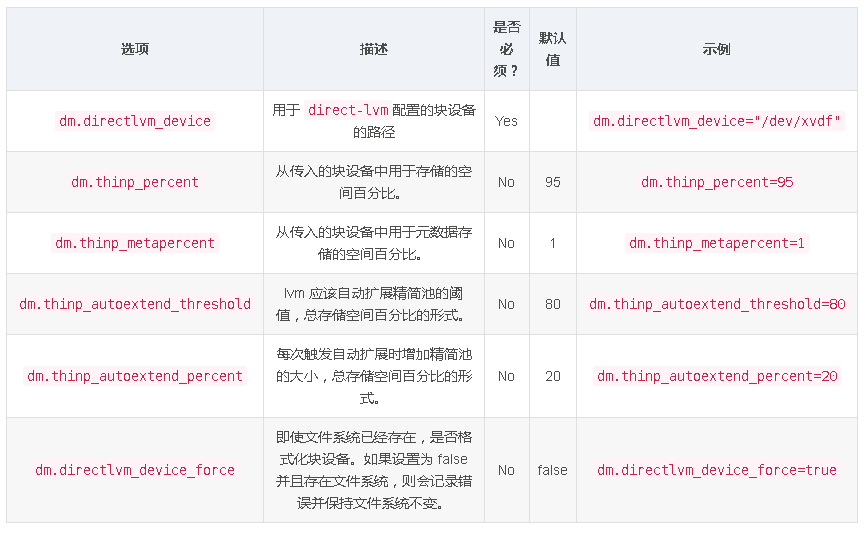 选项 描述 是否必须？ 默认值 示例
dm.directlvm_device 用于 direct-lvm 配置的块设备的路径 Yes dm.directlvm_device="/dev/xvdf"
dm.thinp_percent 从传入的块设备中用于存储的空间百分比。 No 95 dm.thinp_percent=95
dm.thinp_metapercent 从传入的块设备中用于元数据存储的空间百分比。 No 1 dm.thinp_metapercent=1
dm.thinp_autoextend_threshold lvm 应该自动扩展精简池的阈值，总存储空间百分比的形式。 No 80 dm.thinp_autoextend_threshold=80
dm.thinp_autoextend_percent 每次触发自动扩展时增加精简池的大小，总存储空间百分比的形式。 No 20 dm.thinp_autoextend_percent=20
dm.directlvm_device_force 即使文件系统已经存在，是否格式化块设备。如果设置为 false 并且存在文件系统，则会记录错误并保持文件系统不变。 No false dm.directlvm_device_force=true